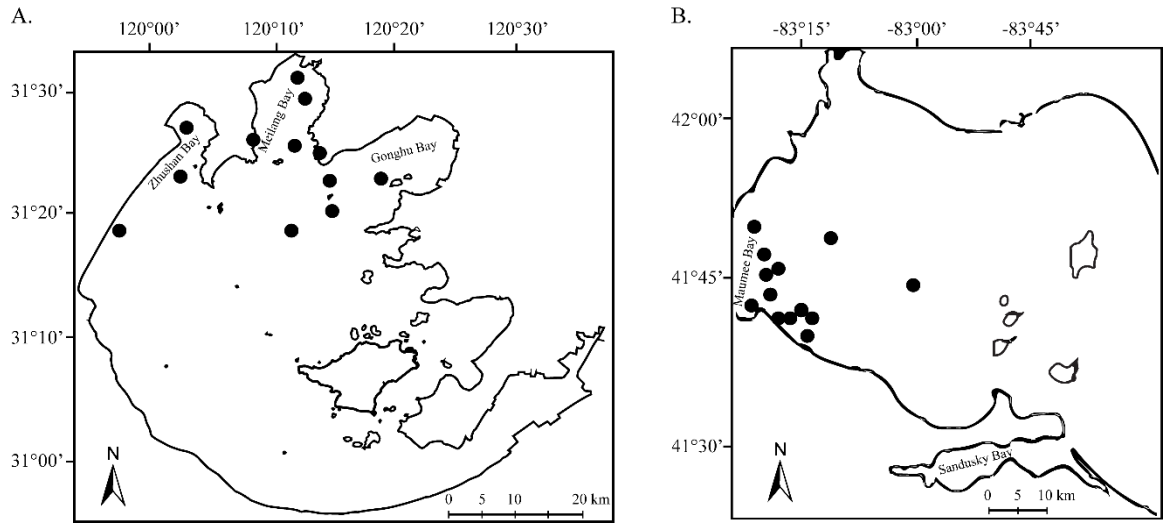 A.
120°00’ 120°10’ 120°20’ 120°30’
31°30’
31°20’
31°10’
31°00’
Zhushan Bay
Meilang Bay
Gonghu Bay
N
0 5 10 20 km
B.
-83°15’ -83°00’ -83°45’
42°00’
41°45’
41°30’
Maumee Bay
Sandusky Bay
N
0 5 10 km